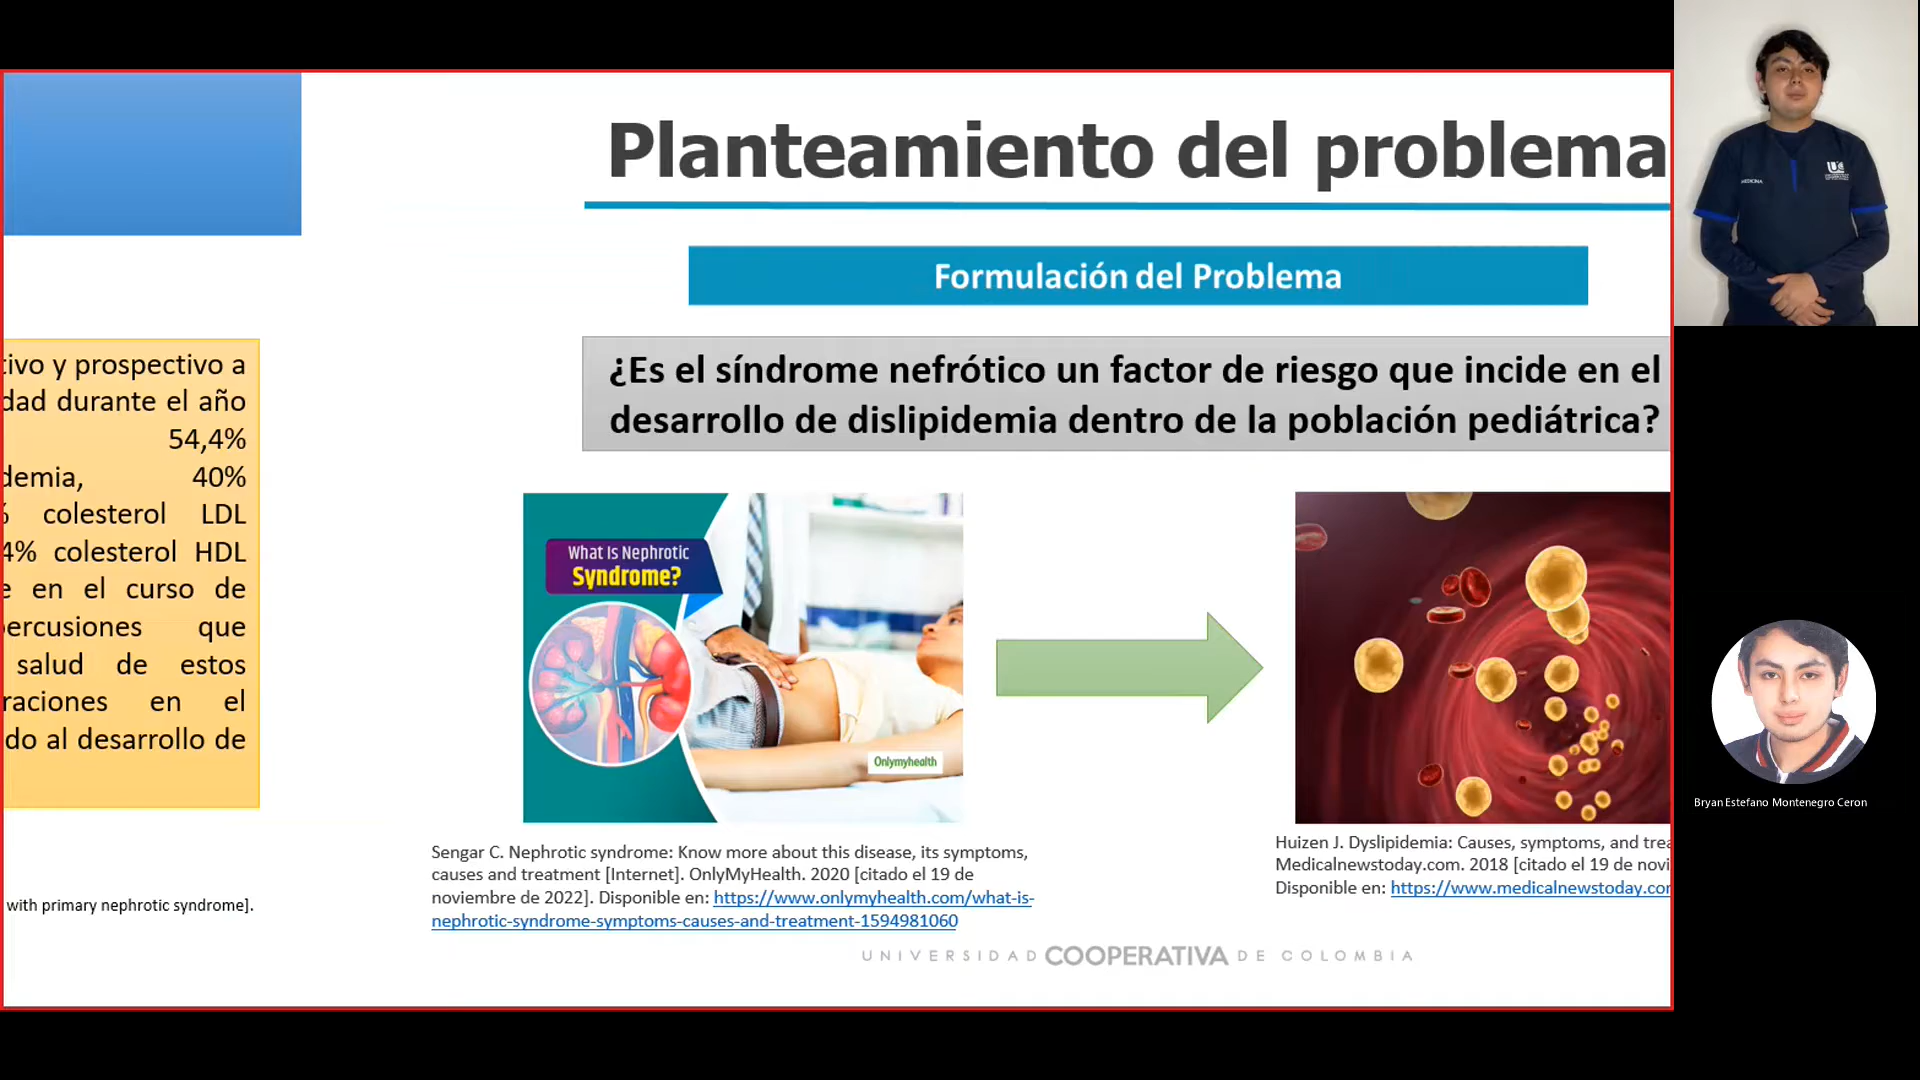 Planteamiento del problema
Formulación del Problema
¿Es el síndrome nefrótico un factor de riesgo que incide en el
desarrollo de dislipidemia dentro de la población pediátrica?
tivo y prospectivo a
dad durante el año
54,4%
demia, 40%
% colesterol LDL
4% colesterol HDL
e en el curso de
percusiones que
salud de estos
raciones en el
do al desarrollo de
with primary nephrotic syndrome].
What Is Nephrotic
Syndrome?
Onlymyhealth
Sengar C. Nephrotic syndrome: Know more about this disease, its symptoms,
causes and treatment [Internet]. OnlyMyHealth. 2020 [citado el 19 de
noviembre de 2022]. Disponible en: https://www.onlymyhealth.com/what-is-
nephrotic-syndrome-symptoms-causes-and-treatment-1594981060
Huizen J. Dyslipidemia: Causes, symptoms, and trea
Medicalnewstoday.com. 2018 [citado el 19 de novi
Disponible en: https://www.medicalnewstoday.cor
UNIVERSIDAD COOPERATIVA DE COLOMBIA
MEDICINA
Bryan Estefano Montenegro Ceron